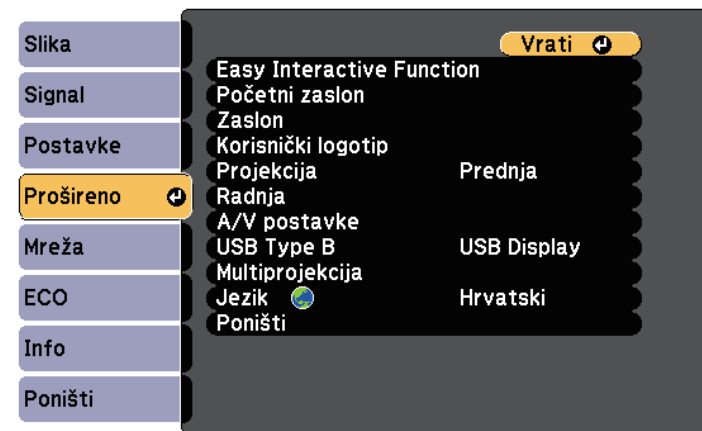 Slika
Signal
Postavke
Prošireno
Mreža
ECO
Info
Poništi
Vrati
Easy Interactive Function
Početni zaslon
Zaslon
Korisnički logotip
Projekcija Prednja
Radnja
A/V postavke
USB Type B USB Display
Multiprojekcija
Jezik Hrvatski
Poništi